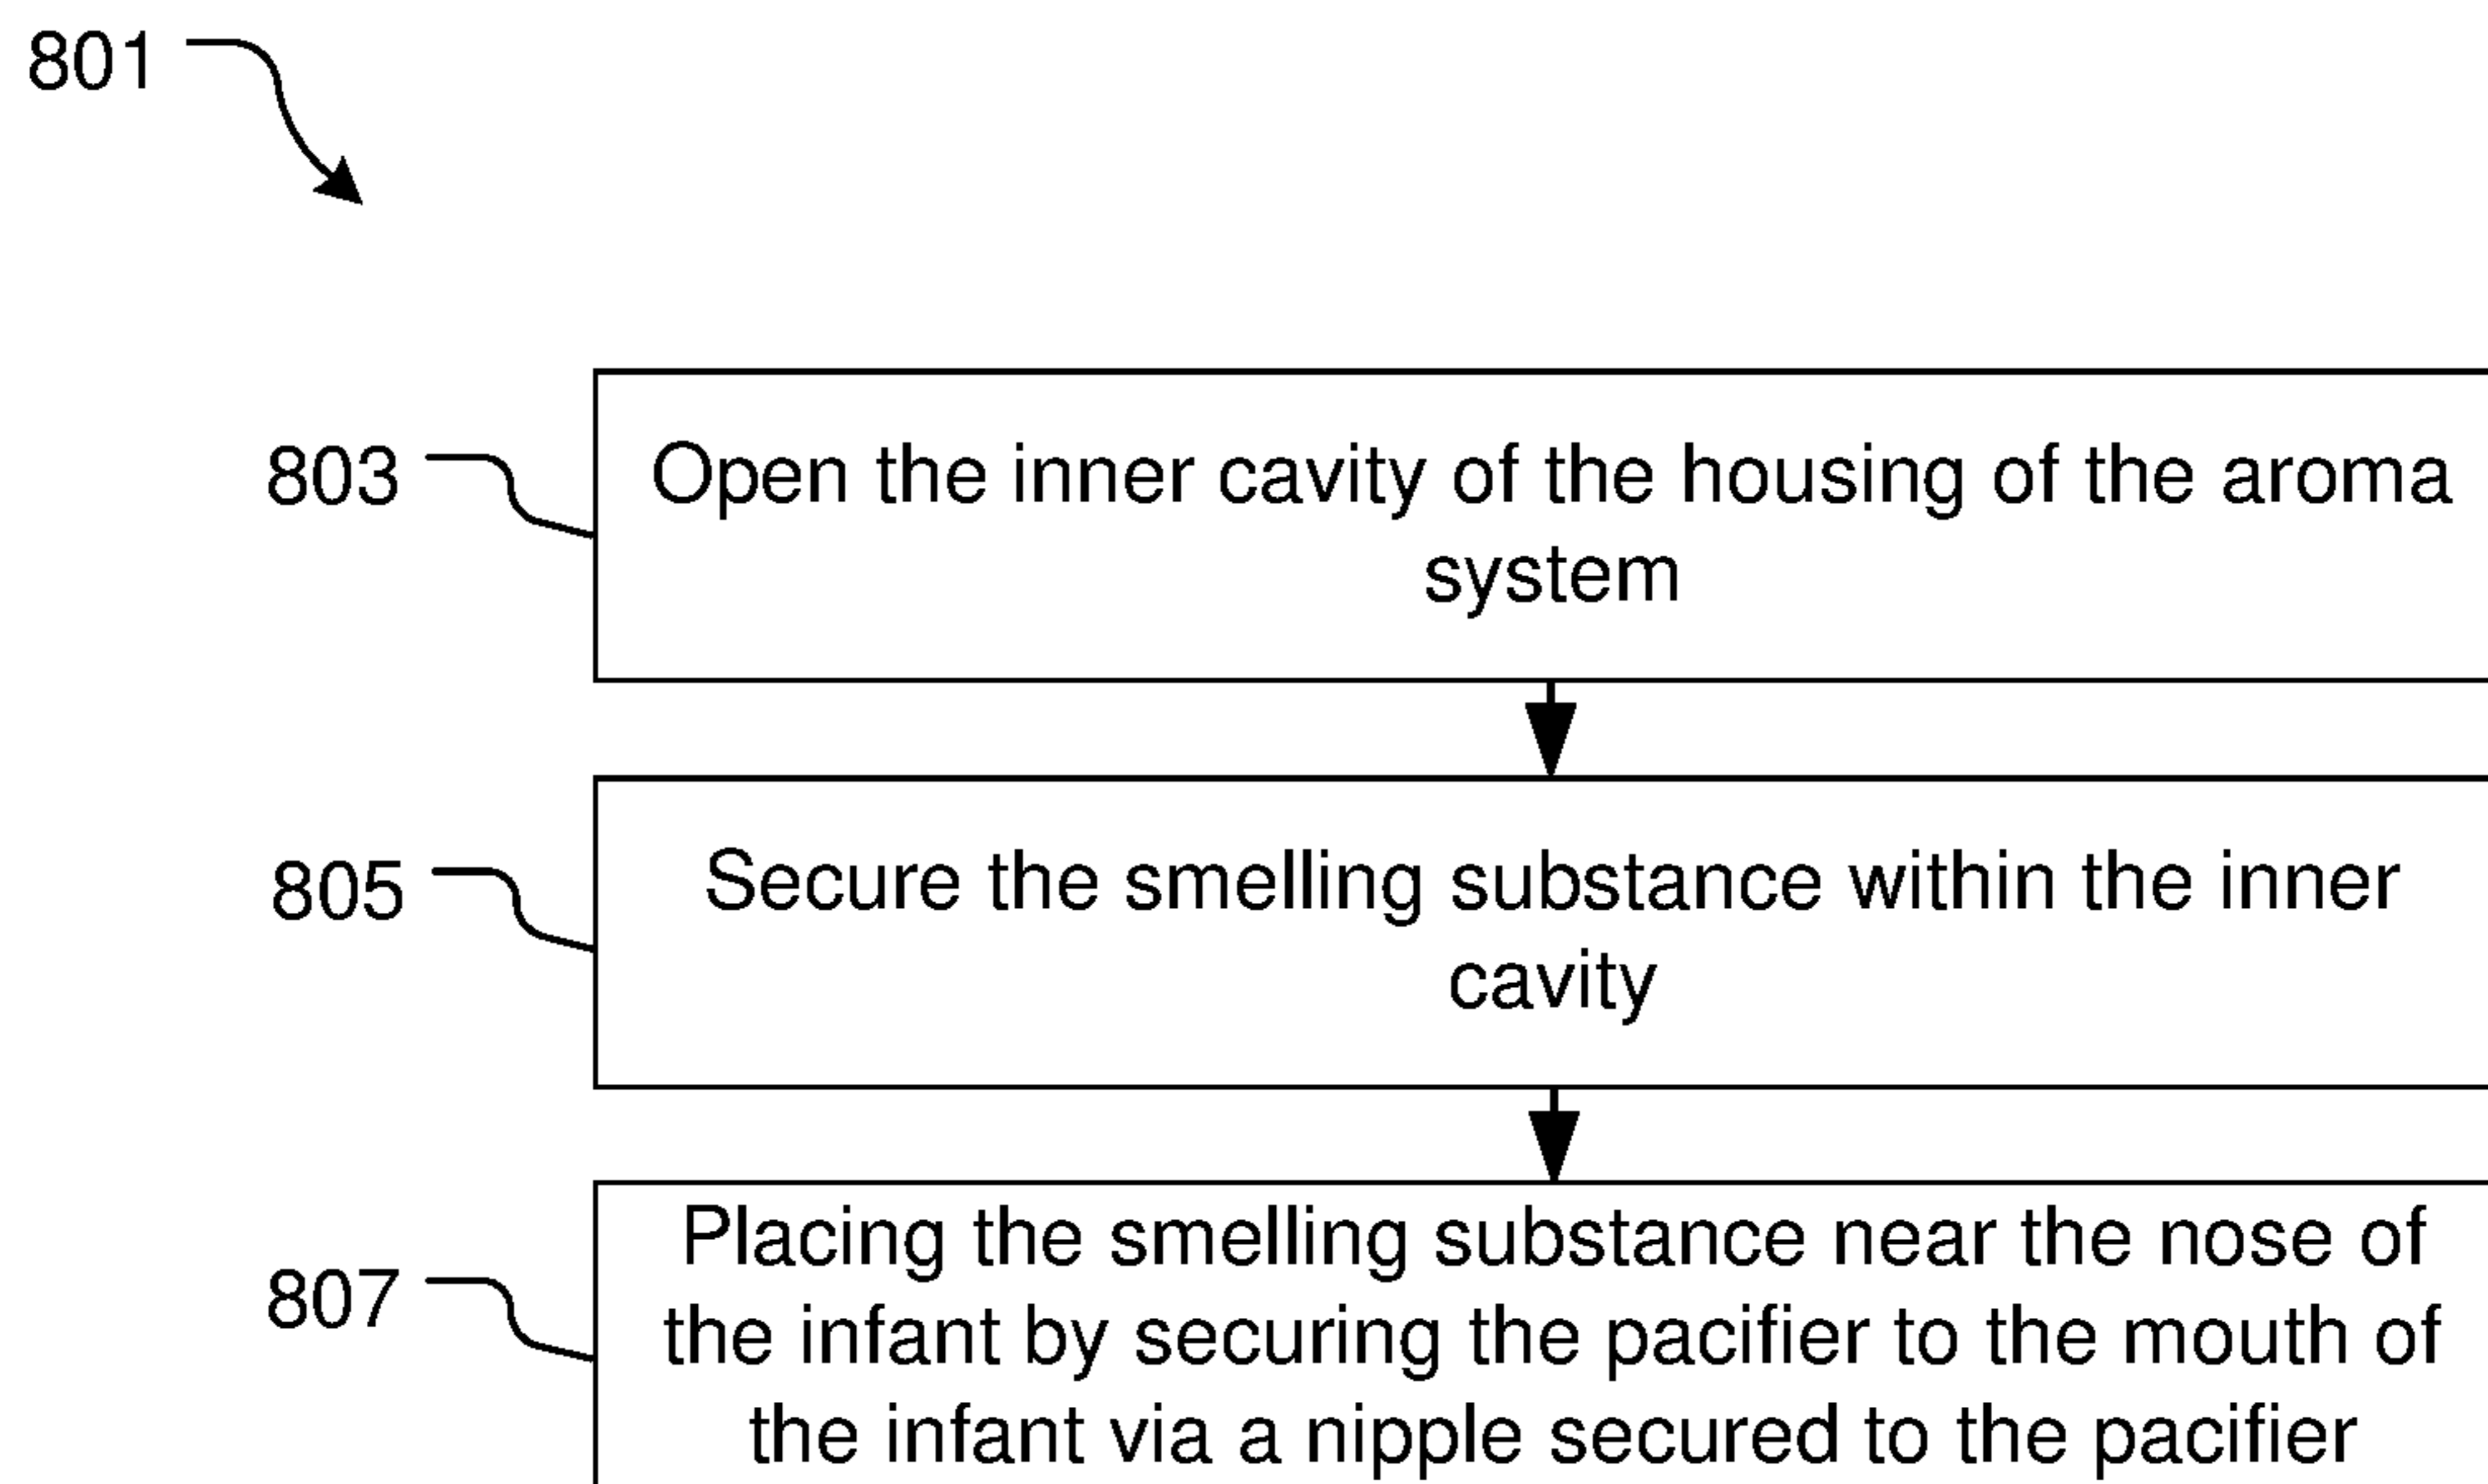 801
803
Open the inner cavity of the housing of the aroma
system
805
Secure the smelling substance within the inner
cavity
807
Placing the smelling substance near the nose of
the infant by securing the pacifier to the mouth of
the infant via a nipple secured to the pacifier